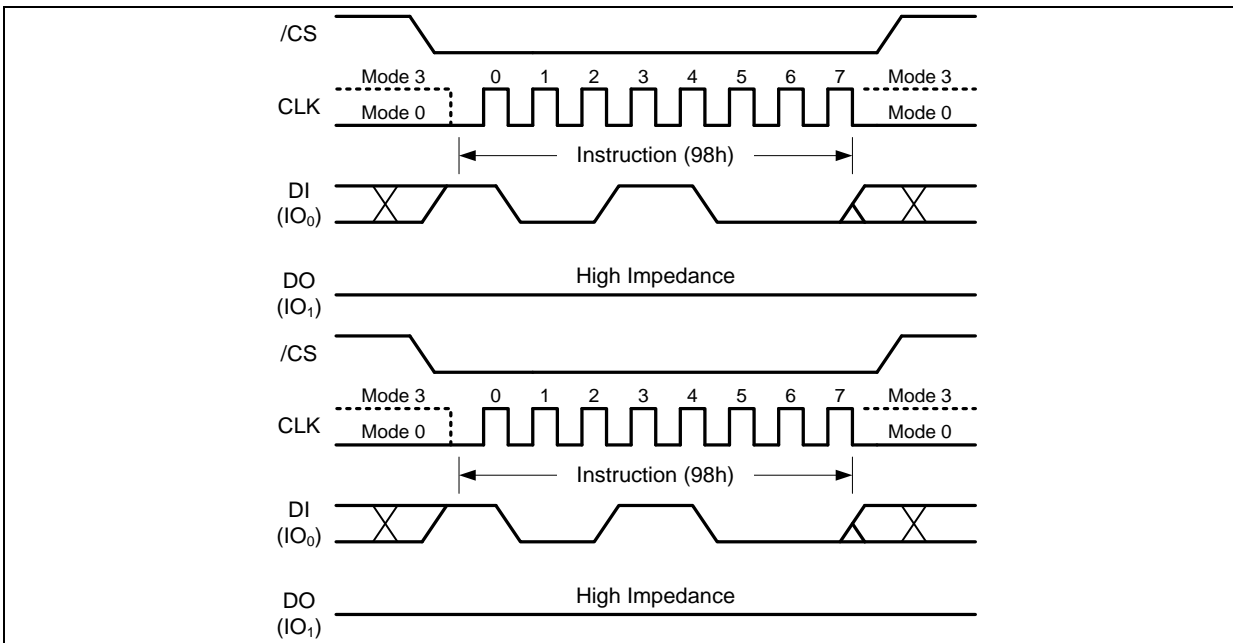 /CS
Mode 3 0 1 2 3 4 5 6 7 Mode 3
CLK
Mode 0 Mode 0
Instruction (98h)
DI
(IO₀)
High Impedance
DO
(IO₁)
/CS
Mode 3 0 1 2 3 4 5 6 7 Mode 3
CLK
Mode 0 Mode 0
Instruction (98h)
DI
(IO₀)
High Impedance
DO
(IO₁)